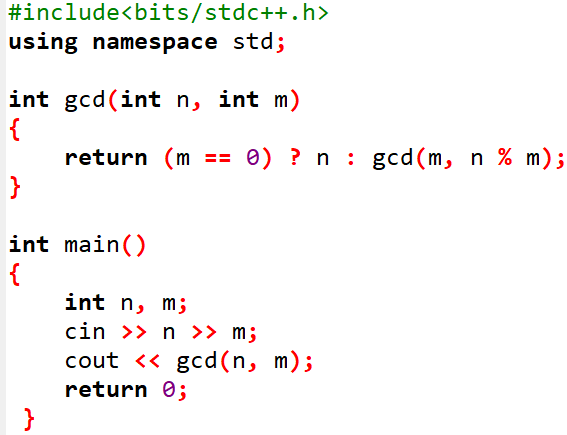 #include<bits/stdc++.h>
using namespace std;
int gcd(int n, int m)
{
    return (m == 0) ? n : gcd(m, n % m);
}
int main()
{
    int n, m;
    cin >> n >> m;
    cout << gcd(n, m);
    return 0;
 }